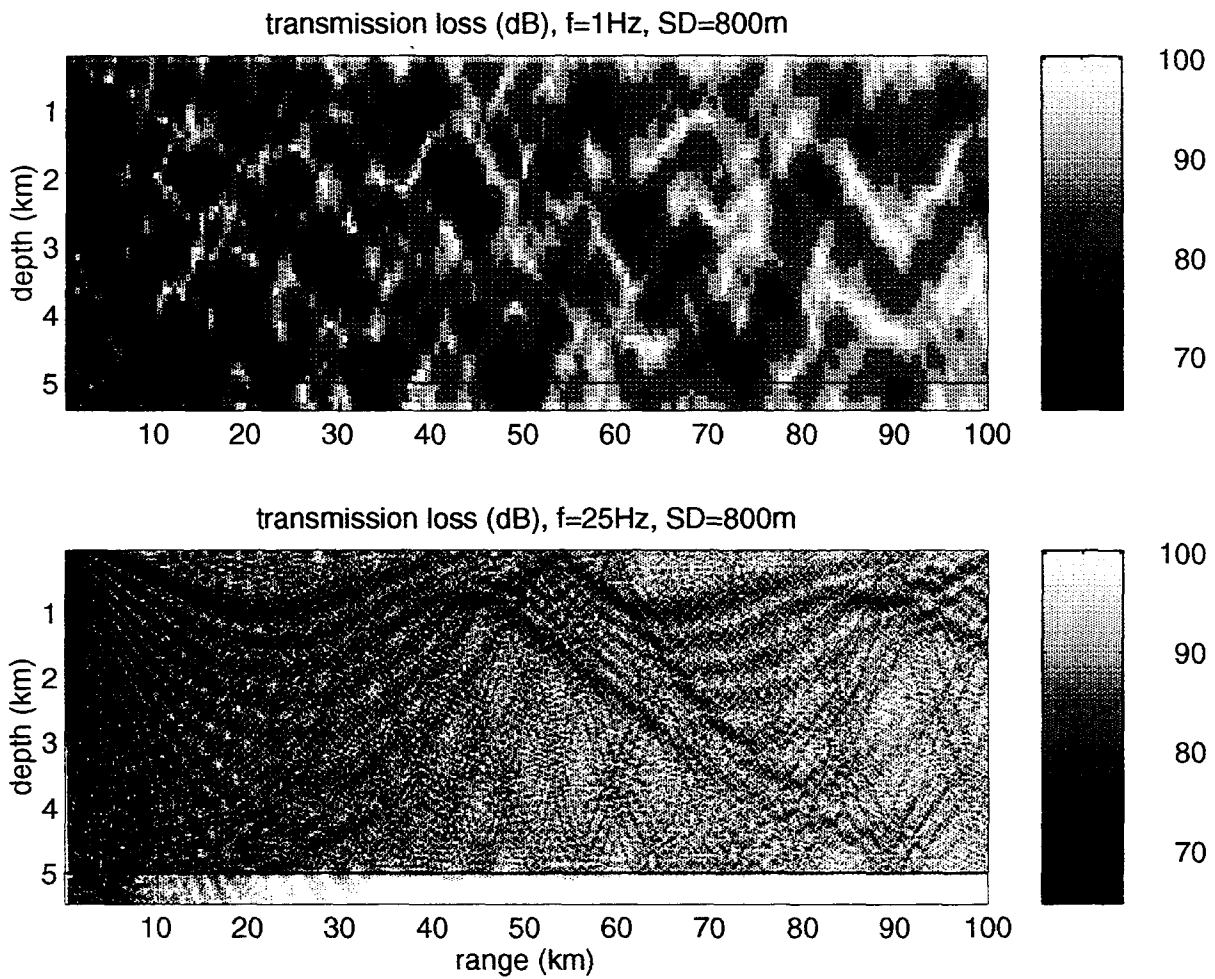 transmission loss (dB), f=1Hz, SD=800m
depth (km)
1
2
3
4
5
10 20 30 40 50 60 70 80 90 100
100
90
80
70
transmission loss (dB), f=25Hz, SD=800m
depth (km)
1
2
3
4
5
10 20 30 40 50 60 70 80 90 100
range (km)
100
90
80
70